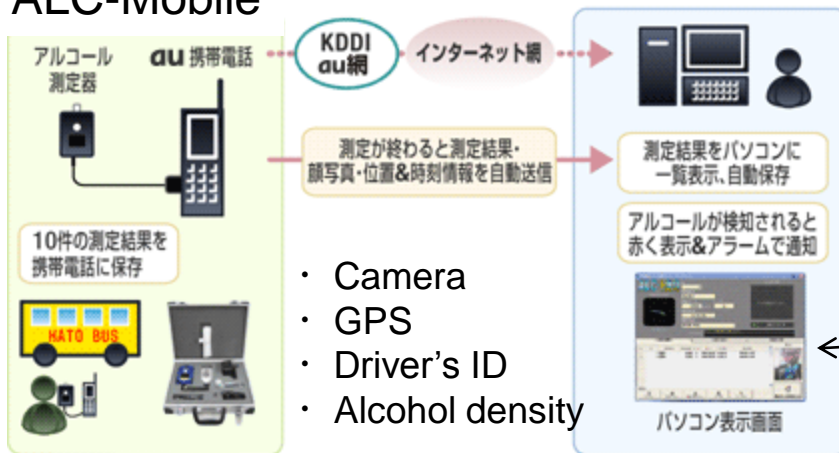 ALC-Mobile
アルコール
測定器
au 携帯電話
KDDI
au網
インターネット網
測定が終わると測定結果・
顔写真・位置&時刻情報を自動送信
測定結果をパソコンに
一覧表示、自動保存
アルコールが検知されると
赤く表示&アラームで通知
10件の測定結果を
携帯電話に保存
HATO BUS
・ Camera
・ GPS
・ Driver's ID
・ Alcohol density
パソコン表示画面